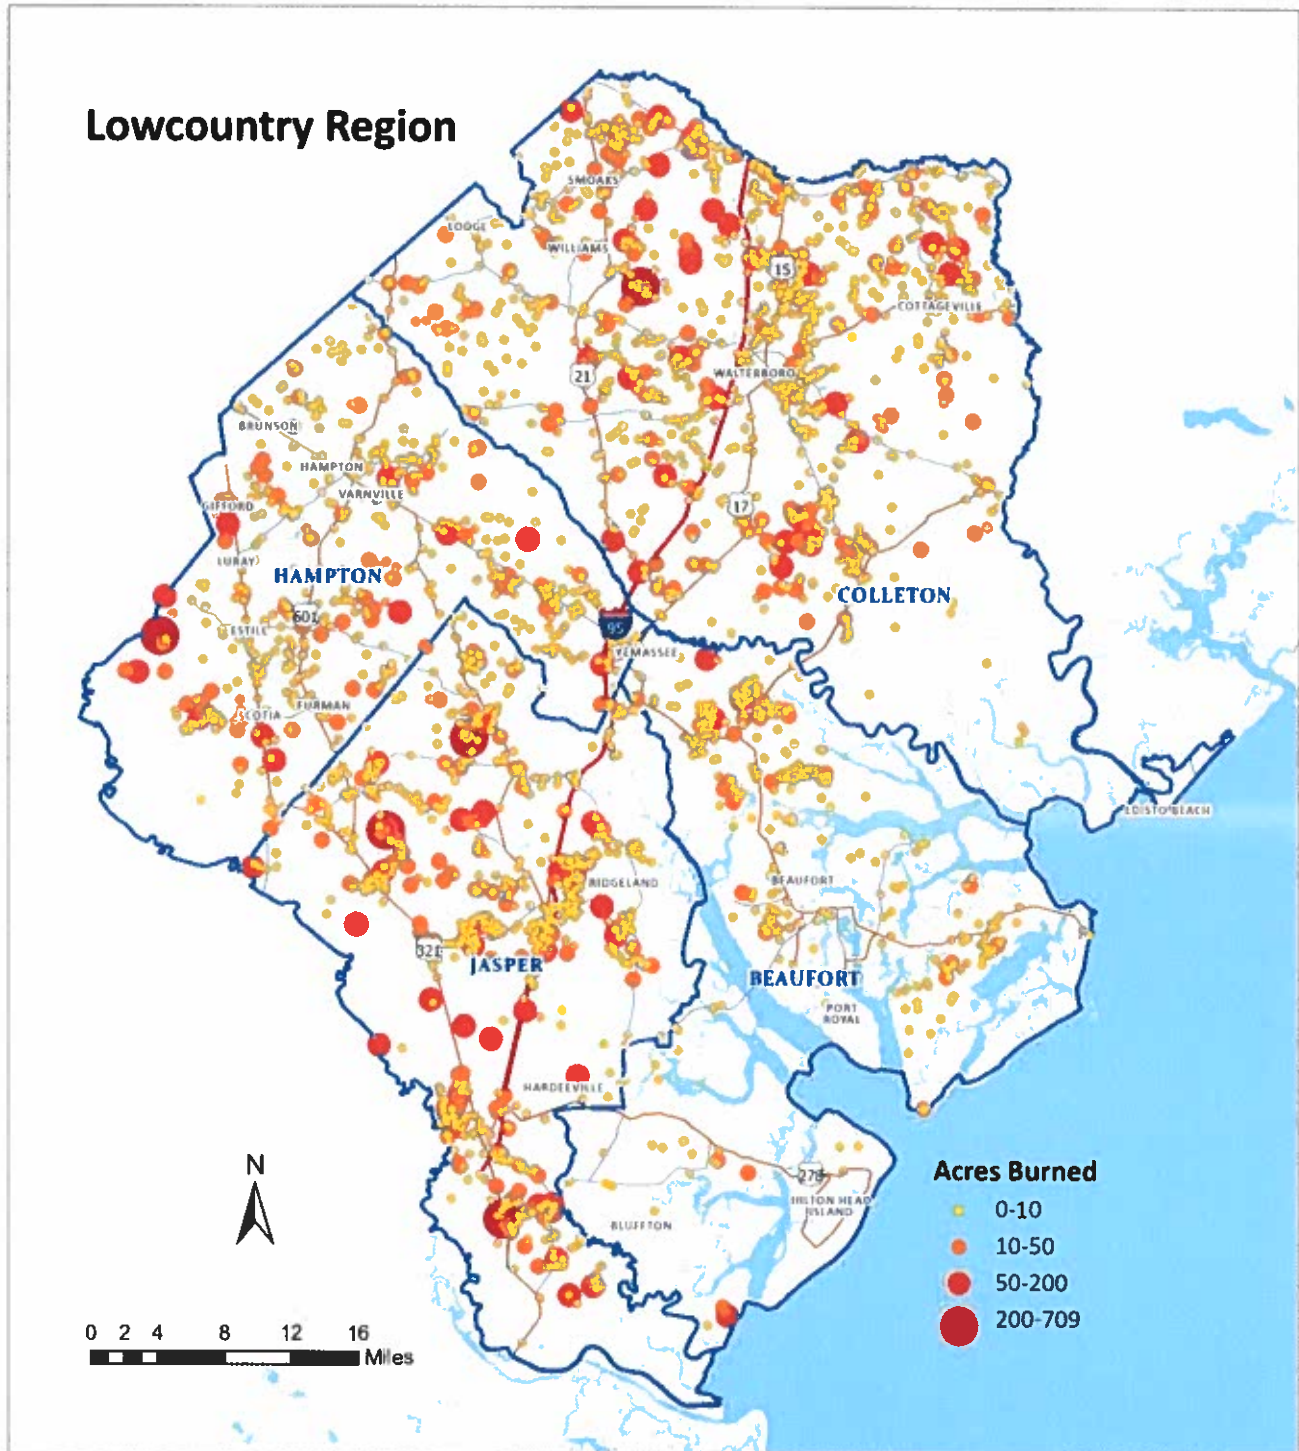 Lowcountry Region
SMOAKS
LODGE
WILLIAMS
15
COTTAGEVILLE
21
WALTERBORO
BRUNSON
HAMPTON
VARNVILLE
GIFFORD
17
LURAY
HAMPTON
COLLETON
601
ESTILL
95
YEMASSEE
FURMAN
SCOTIA
EDISTO BEACH
RIDGELAND
BEAUFORT
321
JASPER
BEAUFORT
PORT
ROYAL
HARDEEVILLE
N
278
HILTON HEAD
ISLAND
BLUFFTON
Acres Burned
0-10
10-50
50-200
200-709
0 2 4 8 12 16
Miles